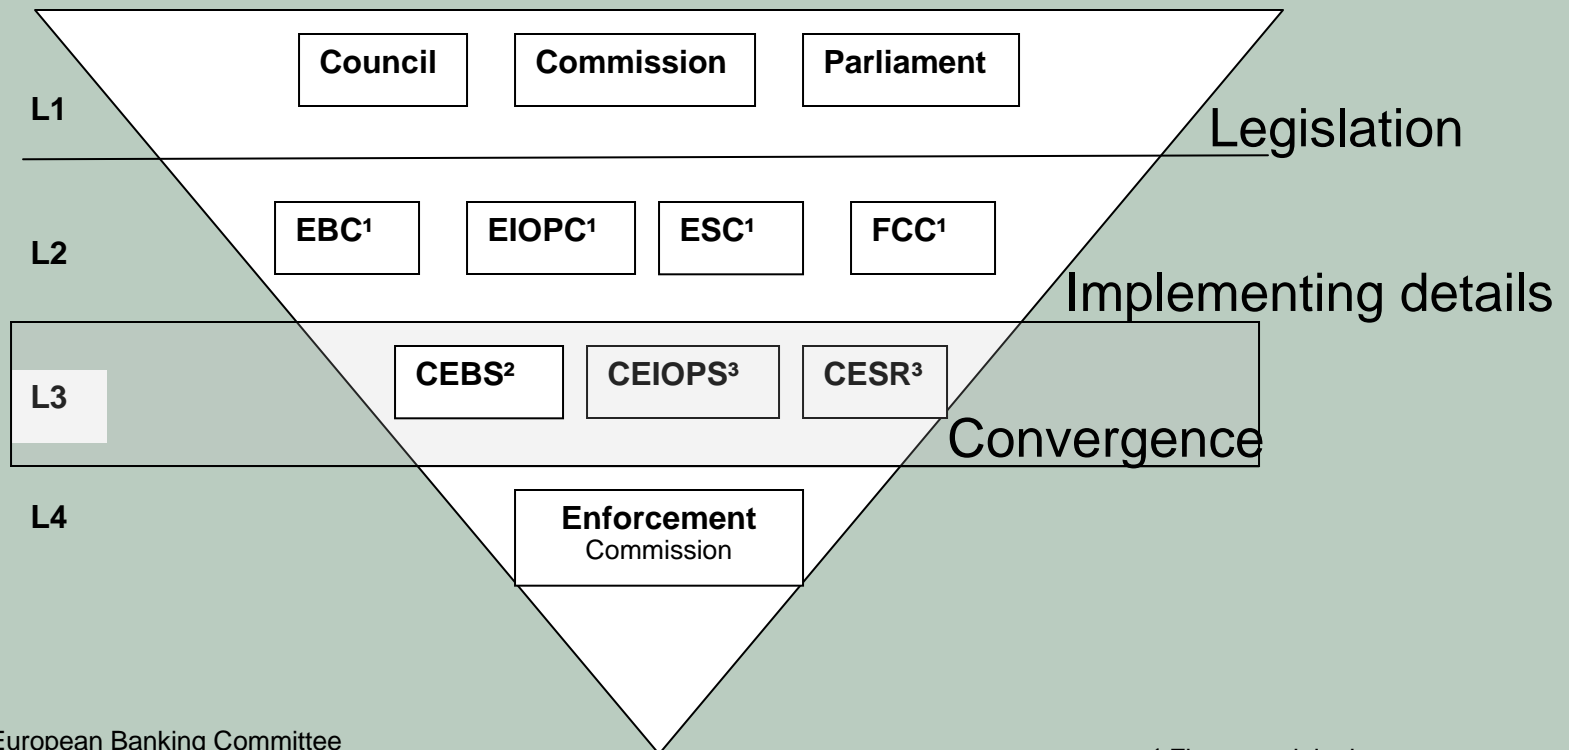 Council Commission Parliament
L1
Legislation
EBC¹ EIOPC¹ ESC¹ FCC¹
L2
Implementing details
CEBS² CEIOPS³ CESR³
L3
Convergence
L4
Enforcement
Commission
European Banking Committee